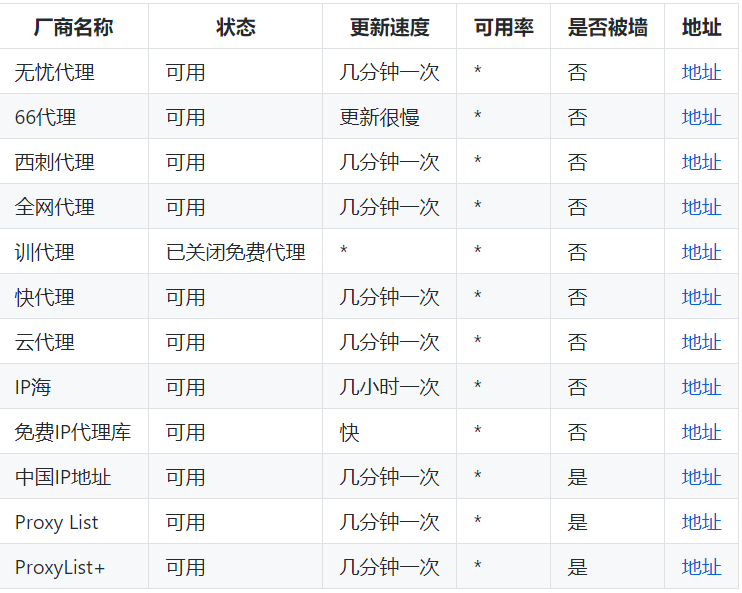 厂商名称 状态 更新速度 可用率 是否被墙 地址
无忧代理 可用 几分钟一次 * 否 地址
66代理 可用 更新很慢 * 否 地址
西刺代理 可用 几分钟一次 * 否 地址
全网代理 可用 几分钟一次 * 否 地址
训代理 已关闭免费代理 * * 否 地址
快代理 可用 几分钟一次 * 否 地址
云代理 可用 几分钟一次 * 否 地址
IP海 可用 几小时一次 * 否 地址
免费IP代理库 可用 快 * 否 地址
中国IP地址 可用 几分钟一次 * 是 地址
Proxy List 可用 几分钟一次 * 是 地址
ProxyList+ 可用 几分钟一次 * 是 地址